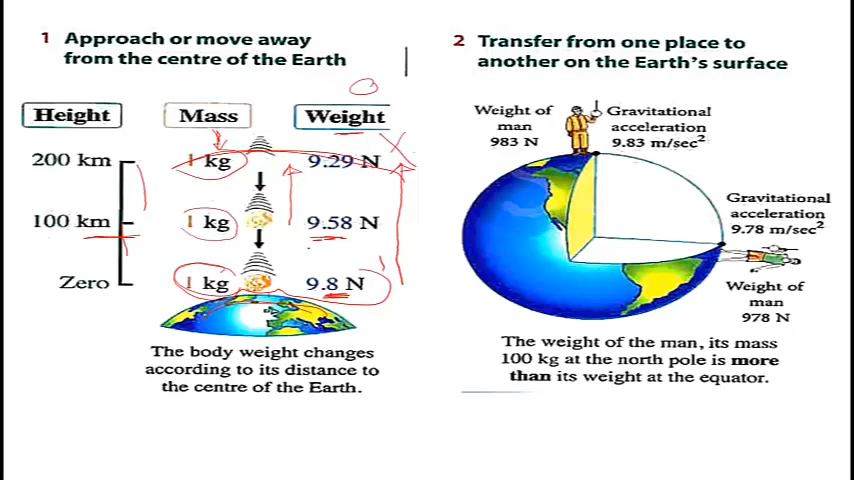 1 Approach or move away
from the centre of the Earth
Height Mass Weight
200 km 1 kg 9.29 N
100 km 1 kg 9.58 N
Zero 1 kg 9.8 N
The body weight changes
according to its distance to
the centre of the Earth.
2 Transfer from one place to
another on the Earth's surface
Weight of
man
983 N
Gravitational
acceleration
9.83 m/sec²
Gravitational
acceleration
9.78 m/sec²
Weight of
man
978 N
The weight of the man, its mass
100 kg at the north pole is more
than its weight at the equator.